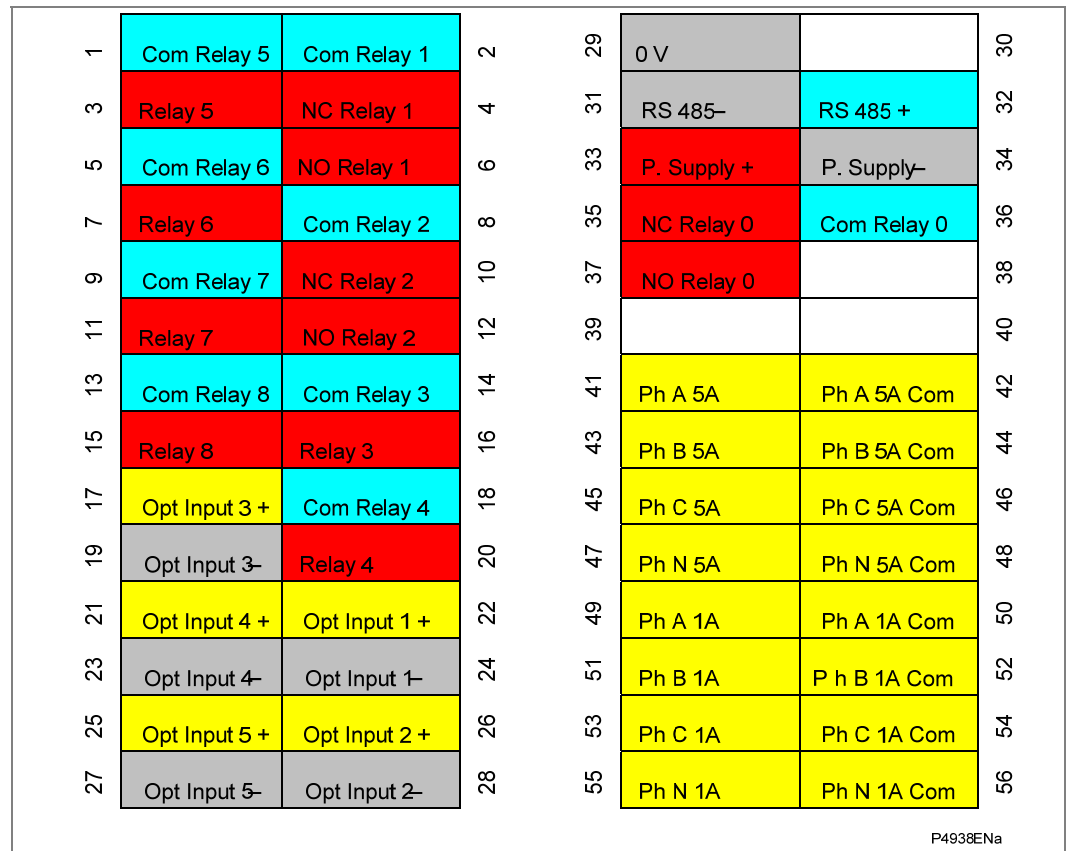 1 Com Relay 5 Com Relay 1 2 29 0 V 30
3 Relay 5 NC Relay 1 4 31 RS 485– RS 485 + 32
5 Com Relay 6 NO Relay 1 6 33 P. Supply + P. Supply– 34
7 Relay 6 Com Relay 2 8 35 NC Relay 0 Com Relay 0 36
9 Com Relay 7 NC Relay 2 10 37 NO Relay 0 38
11 Relay 7 NO Relay 2 12 39 40
13 Com Relay 8 Com Relay 3 14 41 Ph A 5A Ph A 5A Com 42
15 Relay 8 Relay 3 16 43 Ph B 5A Ph B 5A Com 44
17 Opt Input 3 + Com Relay 4 18 45 Ph C 5A Ph C 5A Com 46
19 Opt Input 3– Relay 4 20 47 Ph N 5A Ph N 5A Com 48
21 Opt Input 4 + Opt Input 1 + 22 49 Ph A 1A Ph A 1A Com 50
23 Opt Input 4– Opt Input 1– 24 51 Ph B 1A P h B 1A Com 52
25 Opt Input 5 + Opt Input 2 + 26 53 Ph C 1A Ph C 1A Com 54
27 Opt Input 5– Opt Input 2– 28 55 Ph N 1A Ph N 1A Com 56
P4938ENa